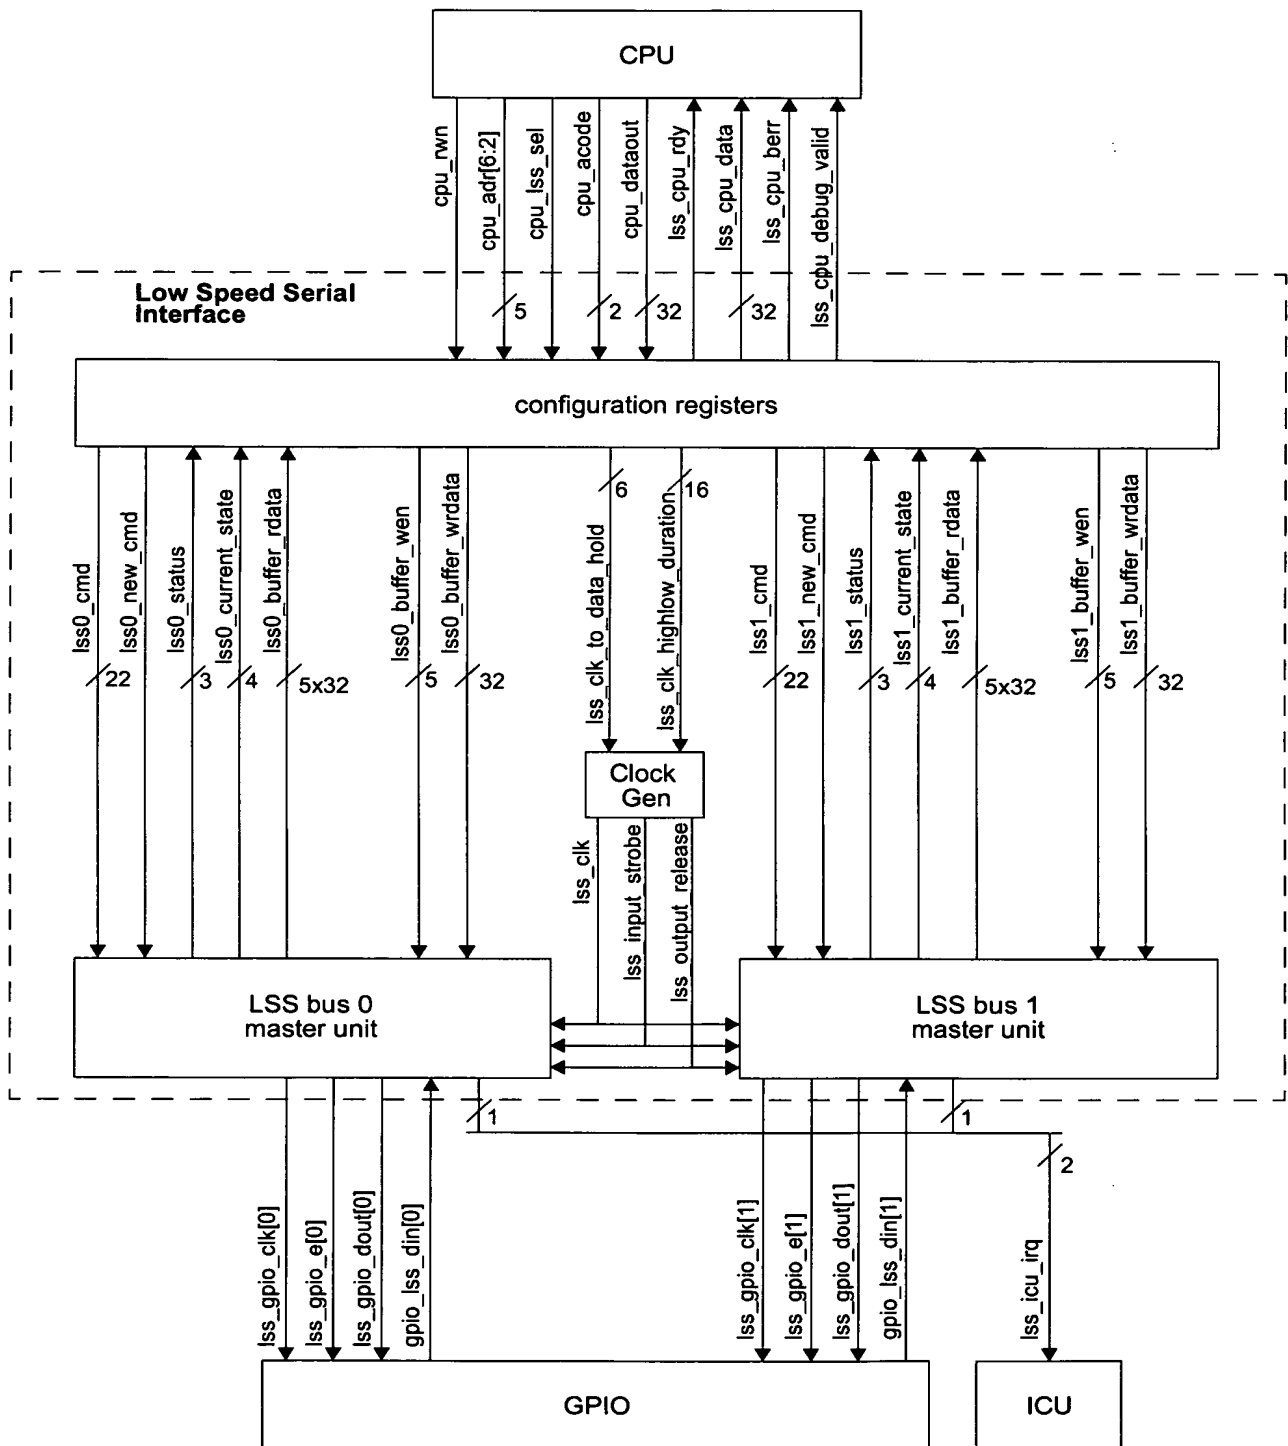 CPU
cpu_rwn
cpu_adr[6:2]
cpu_lss_sel
cpu_acode
cpu_dataout
lss_cpu_rdy
lss_cpu_data
lss_cpu_berr
lss_cpu_debug_valid
Low Speed Serial
Interface
5
2
32
32
configuration registers
lss0_cmd
lss0_new_cmd
lss0_status
lss0_current_state
lss0_buffer_rdata
lss0_buffer_wen
lss0_buffer_wrdata
lss_clk_to_data_hold
lss_clk_highlow_duration
lss1_cmd
lss1_new_cmd
lss1_status
lss1_current_state
lss1_buffer_rdata
lss1_buffer_wen
lss1_buffer_wrdata
6
16
22
3
4
5x32
5
32
22
3
4
5x32
5
32
Clock
Gen
lss_clk
lss_input_strobe
lss_output_release
LSS bus 0
master unit
LSS bus 1
master unit
1
1
2
lss_gpio_clk[0]
lss_gpio_e[0]
lss_gpio_dout[0]
gpio_lss_din[0]
lss_gpio_clk[1]
lss_gpio_e[1]
lss_gpio_dout[1]
gpio_lss_din[1]
lss_icu_irq
GPIO
ICU